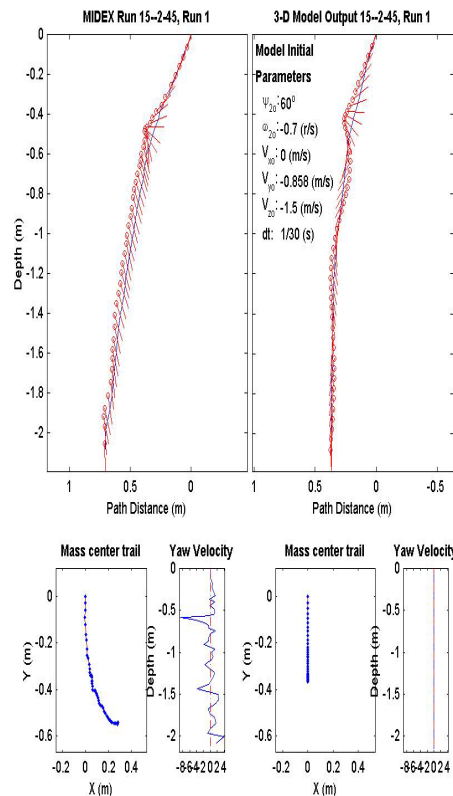 MIDEX Run 15--2-45, Run 1
3-D Model Output 15--2-45, Run 1
0
-0.2
-0.4
-0.6
-0.8
-1
-1.2
-1.4
-1.6
-1.8
-2
Depth (m)
1 0.5 0
Path Distance (m)
Model Initial
Parameters
Ψ2o: 60⁰
Vxo: 0 (m/s)
Vyo: -0.858 (m/s)
Vzo: -1.5 (m/s)
dt: 1/30 (s)
1 0.5 0 -0.5
Path Distance (m)
Mass center trail
Yaw Velocity
Mass center trail
Yaw Velocity
0
-0.2
-0.4
-0.6
Y (m)
-0.2 0 0.2 0.4
X (m)
0
-0.5
-1
-1.5
-2
Depth (m)
-8-6-4-2 0 2 4
0
-0.2
-0.4
-0.6
Y (m)
-0.2 0 0.2 0.4
X (m)
0
-0.5
-1
-1.5
-2
Depth (m)
-8-6-4-2 0 2 4